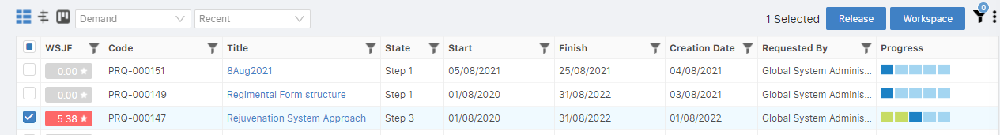 Demand Recent 1 Selected Release Workspace 0
WSJF Code Title State Start Finish Creation Date Requested By Progress
0.00 PRQ-000151 8Aug2021 Step 1 05/08/2021 25/08/2021 04/08/2021 Global System Adminis...
0.00 PRQ-000149 Regimental Form structure Step 1 01/08/2020 31/08/2022 03/08/2021 Global System Adminis...
5.38 PRQ-000147 Rejuvenation System Approach Step 3 01/08/2020 31/08/2022 01/08/2022 Global System Adminis...